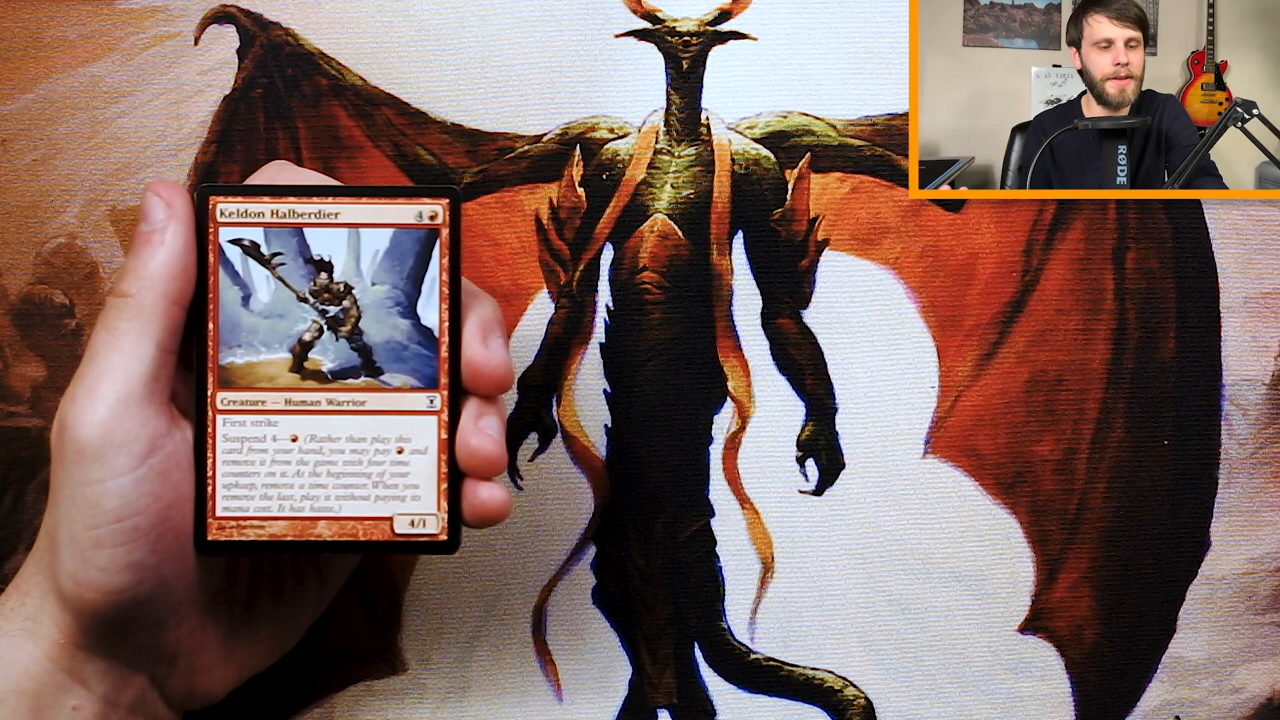 Keldon Halberdier 4
Creature — Human Warrior
First strike
Suspend 4— (Rather than play this
card from your hand, you may pay and
remove it from the game with four time
counters on it. At the beginning of your
upkeep, remove a time counter. When you
remove the last, play it without paying its
mana cost. It has haste.)
4/1
RØDE